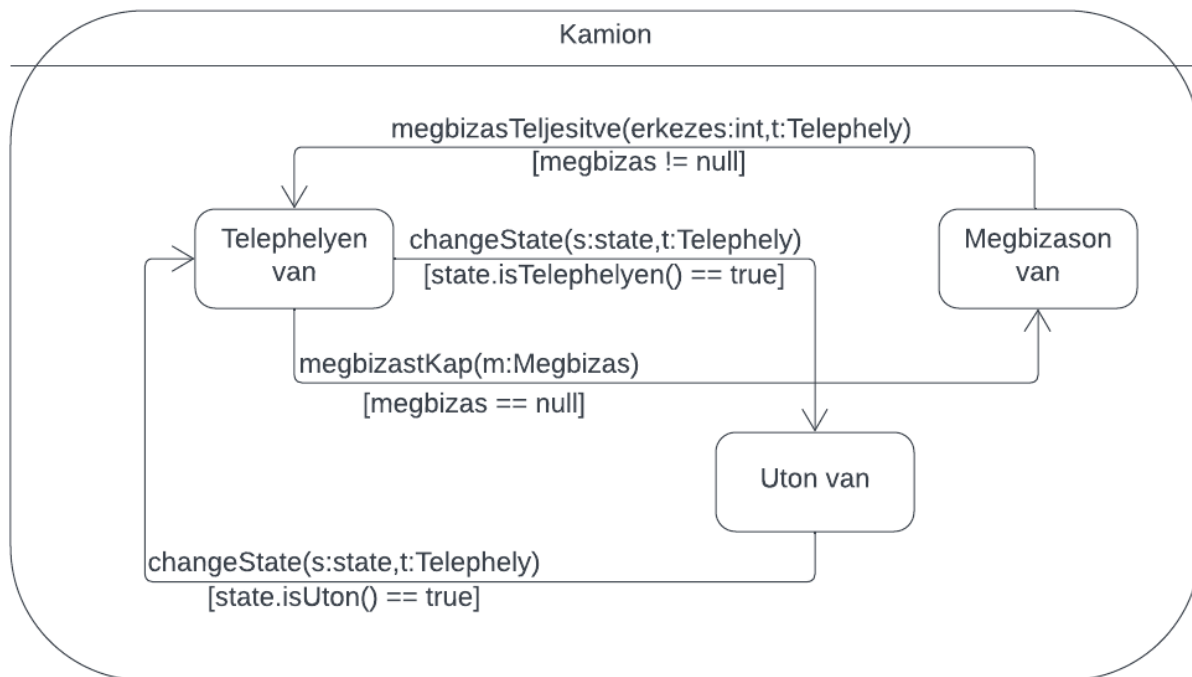 Kamion
megbizasTeljesitve(erkezes:int,t:Telephely)
[megbizas != null]
Telephelyen
van
changeState(s:state,t:Telephely)
[state.isTelephelyen() == true]
Megbizason
van
megbizastKap(m:Megbizas)
[megbizas == null]
Uton van
changeState(s:state,t:Telephely)
[state.isUton() == true]